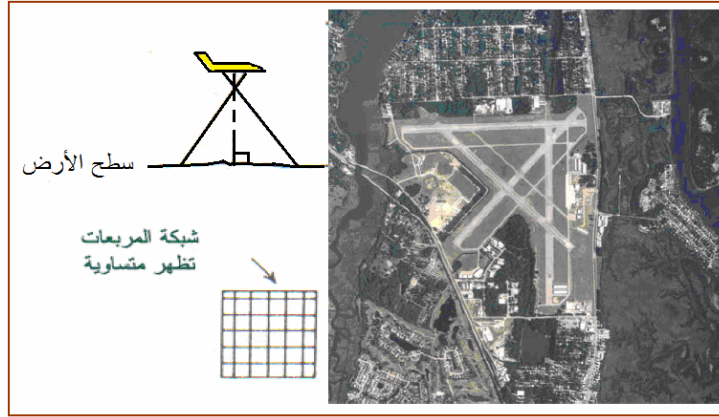 سطح الأرض
شبكة المربعات
تظهر متساوية